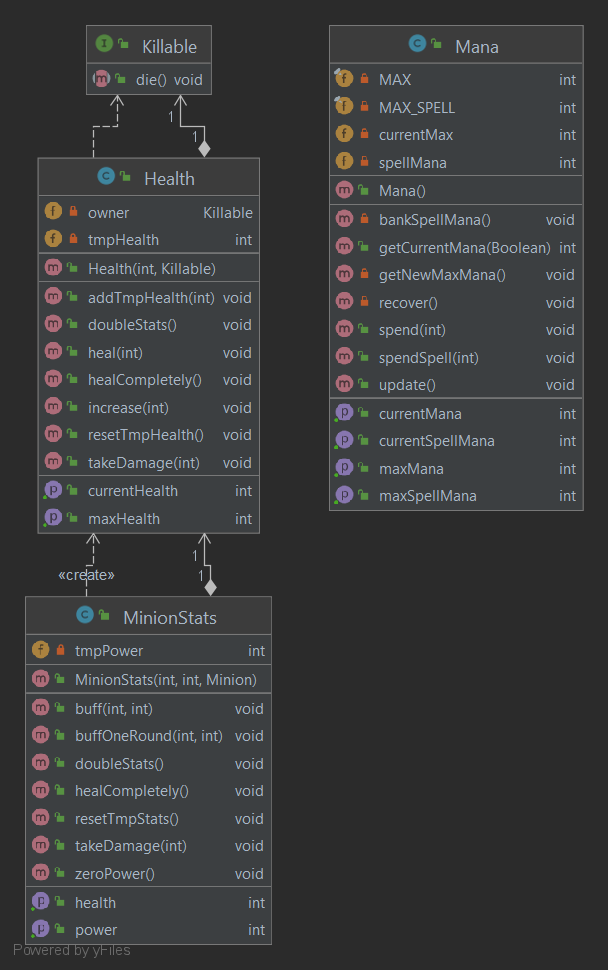 Killable
die() void
1
1
Health
owner Killable
tmpHealth int
Health(int, Killable)
addTmpHealth(int) void
doubleStats() void
heal(int) void
healCompletely() void
increase(int) void
resetTmpHealth() void
takeDamage(int) void
currentHealth int
maxHealth int
1
«create» 1
MinionStats
tmpPower int
MinionStats(int, int, Minion)
buff(int, int) void
buffOneRound(int, int) void
doubleStats() void
healCompletely() void
resetTmpStats() void
takeDamage(int) void
zeroPower() void
health int
power int
Powered by yFiles
Mana
MAX int
MAX_SPELL int
currentMax int
spellMana int
Mana()
bankSpellMana() void
getCurrentMana(Boolean) int
getNewMaxMana() void
recover() void
spend(int) void
spendSpell(int) void
update() void
currentMana int
currentSpellMana int
maxMana int
maxSpellMana int